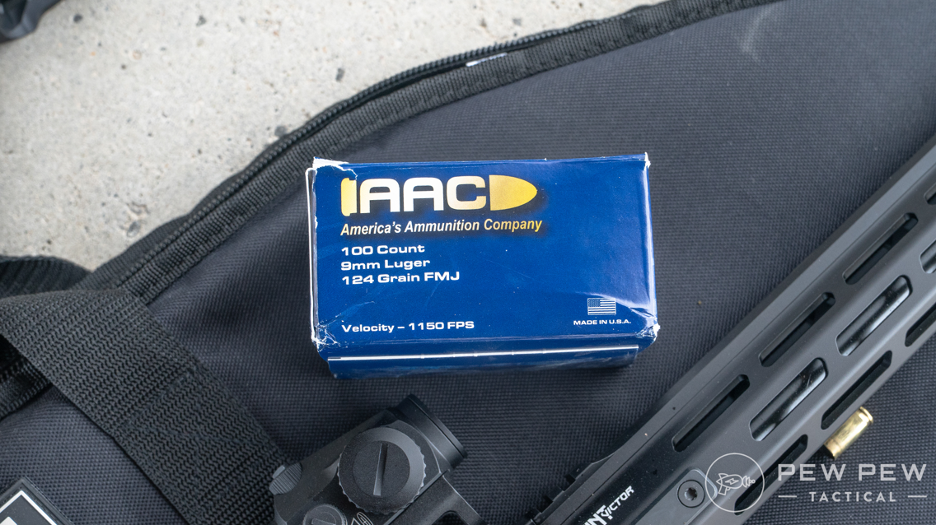 AAC
America's Ammunition Company
100 Count
9mm Luger
124 Grain FMJ
Velocity – 1150 FPS
MADE IN U.S.A.
VICTOR
PEW PEW
TACTICAL